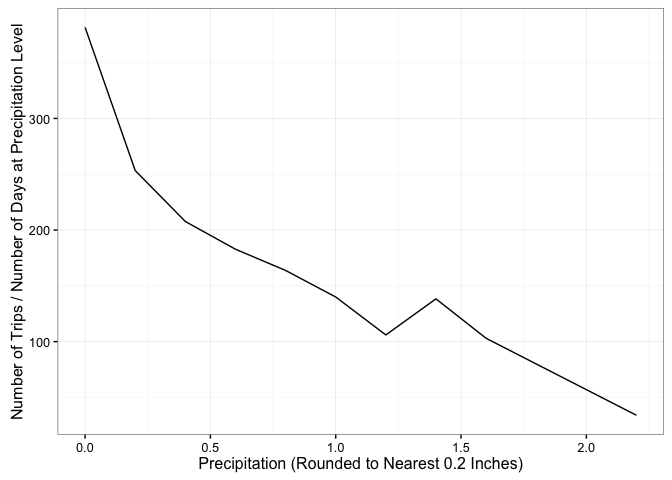 Number of Trips / Number of Days at Precipitation Level
300
200
100
0.0 0.5 1.0 1.5 2.0
Precipitation (Rounded to Nearest 0.2 Inches)